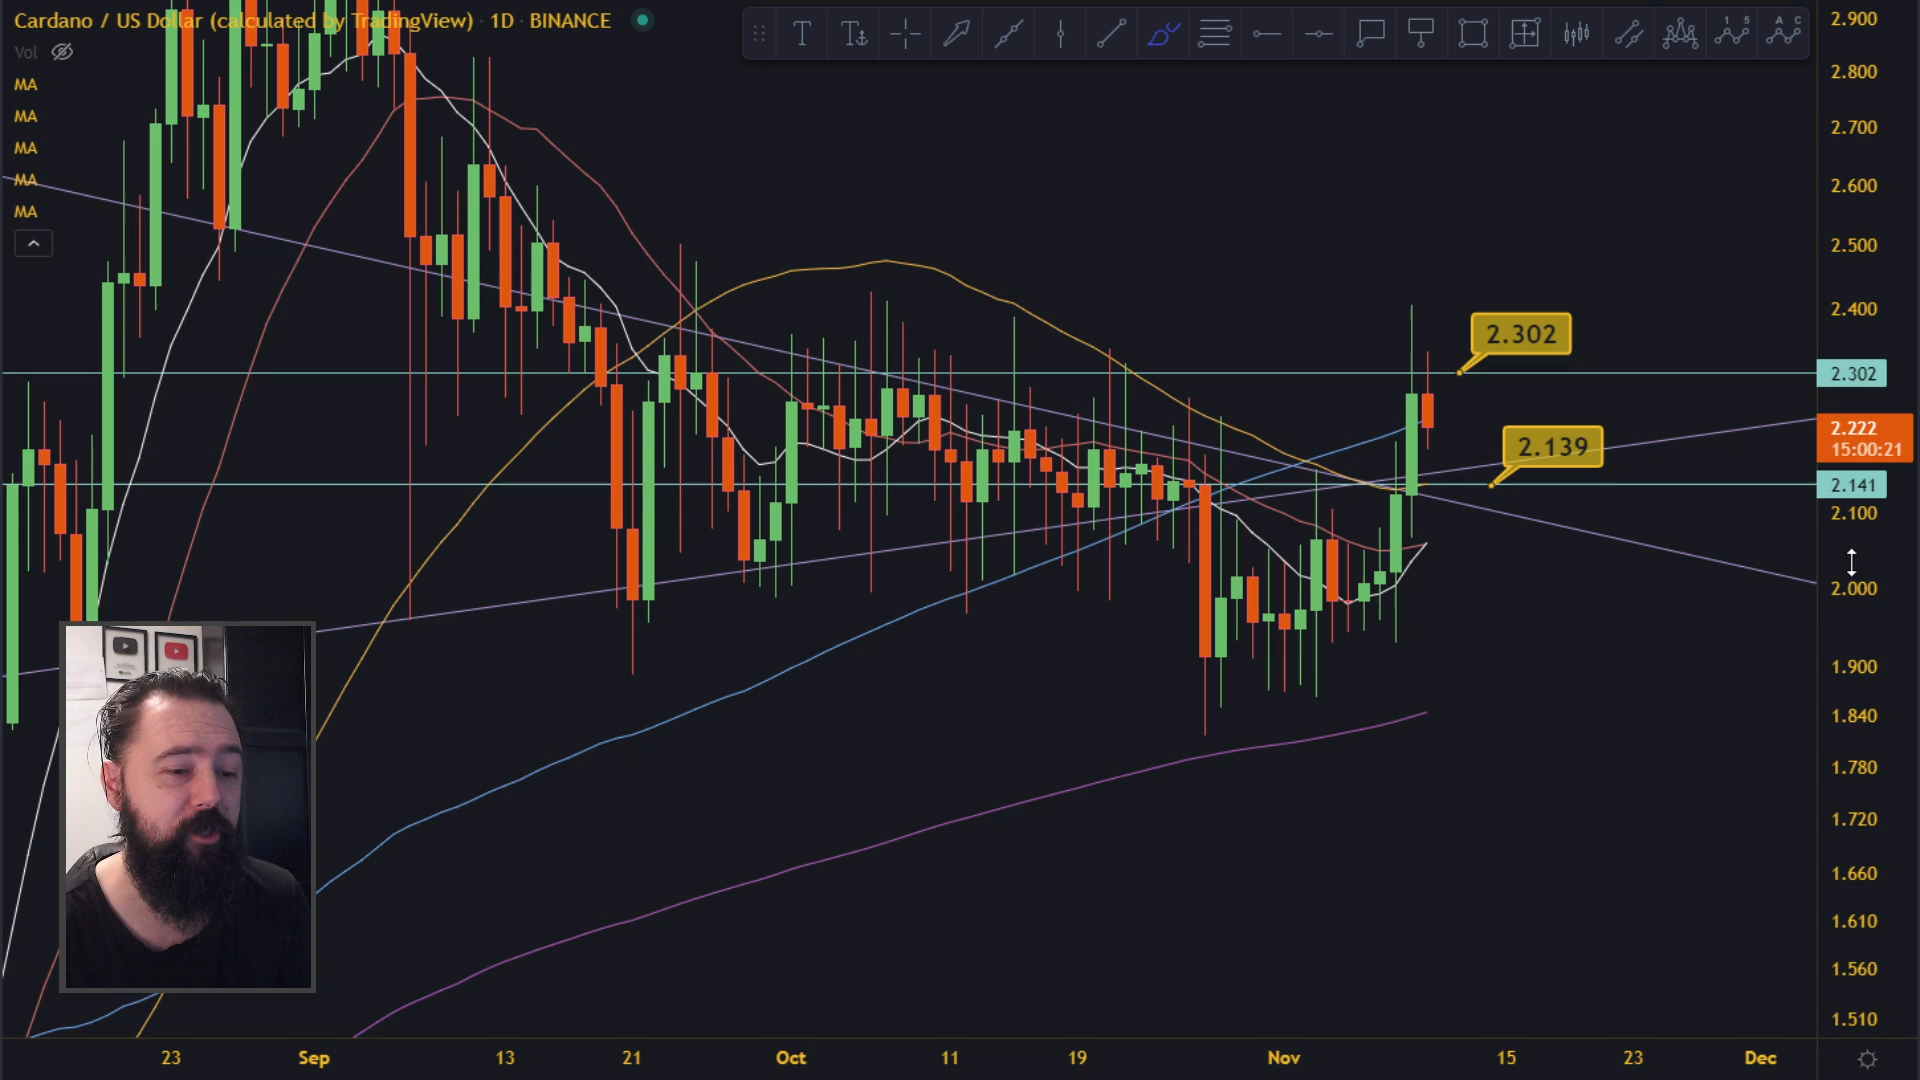 Cardano / US Dollar (calculated by TradingView) · 1D · BINANCE
Vol
MA
MA
MA
MA
MA
T
T
1 5
A C
2.900
2.800
2.700
2.600
2.500
2.400
2.302
2.302
2.222
15:00:21
2.139
2.141
2.100
2.000
1.900
1.840
1.780
1.720
1.660
1.610
1.560
1.510
23
Sep
13
21
Oct
11
19
Nov
15
23
Dec